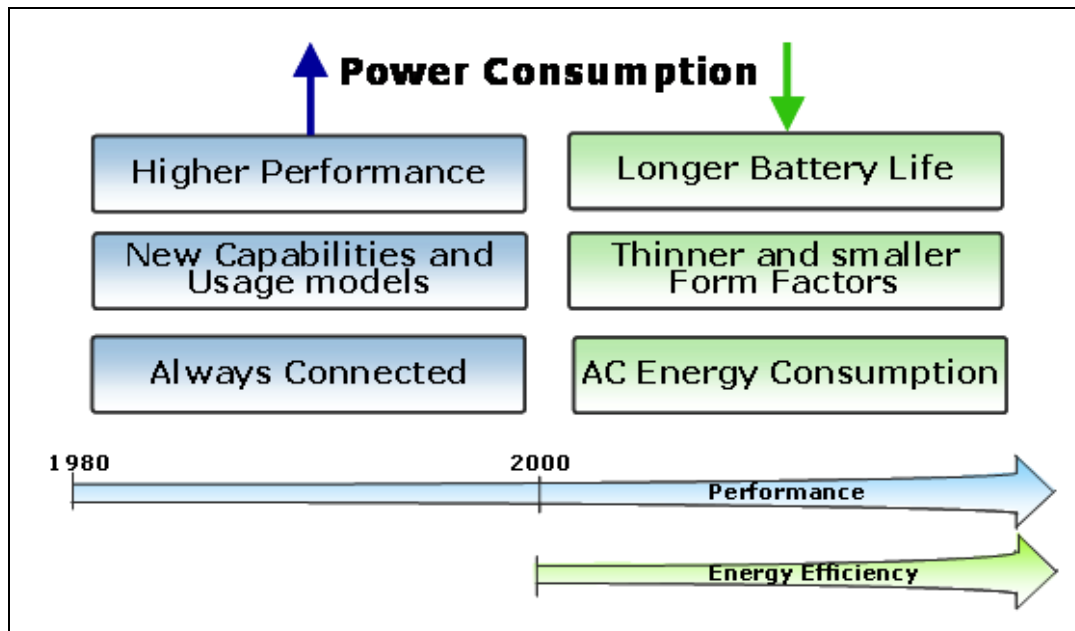 Power Consumption
Higher Performance
New Capabilities and
Usage models
Always Connected
Longer Battery Life
Thinner and smaller
Form Factors
AC Energy Consumption
1980
2000
Performance
Energy Efficiency